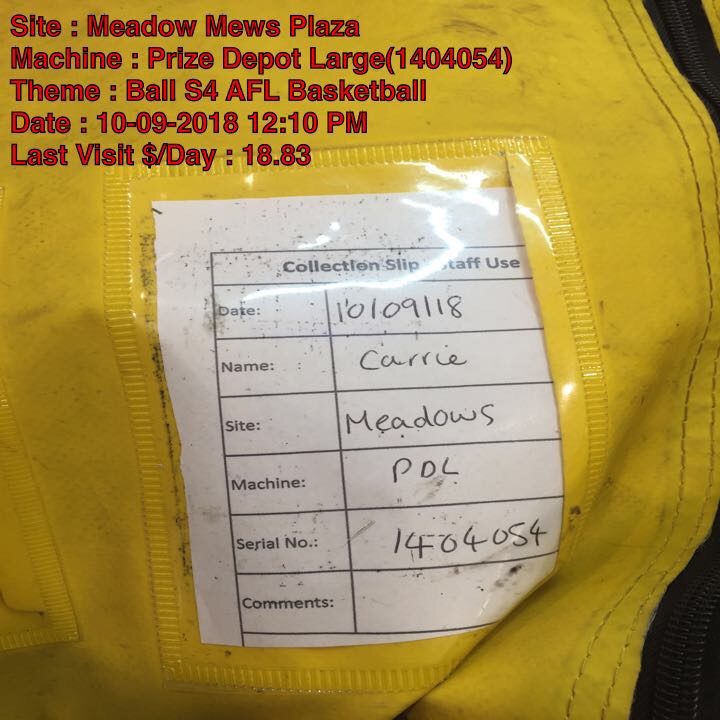 Site : Meadow Mews Plaza
Machine : Prize Depot Large(1404054)
Theme : Ball S4 AFL Basketball
Date : 10-09-2018 12:10 PM
Last Visit $/Day : 18.83
Collection Slip Staff Use
Date: 10/09/18
Name: Carrie
Site: Meadows
Machine: PDL
Serial No.: 1404054
Comments: